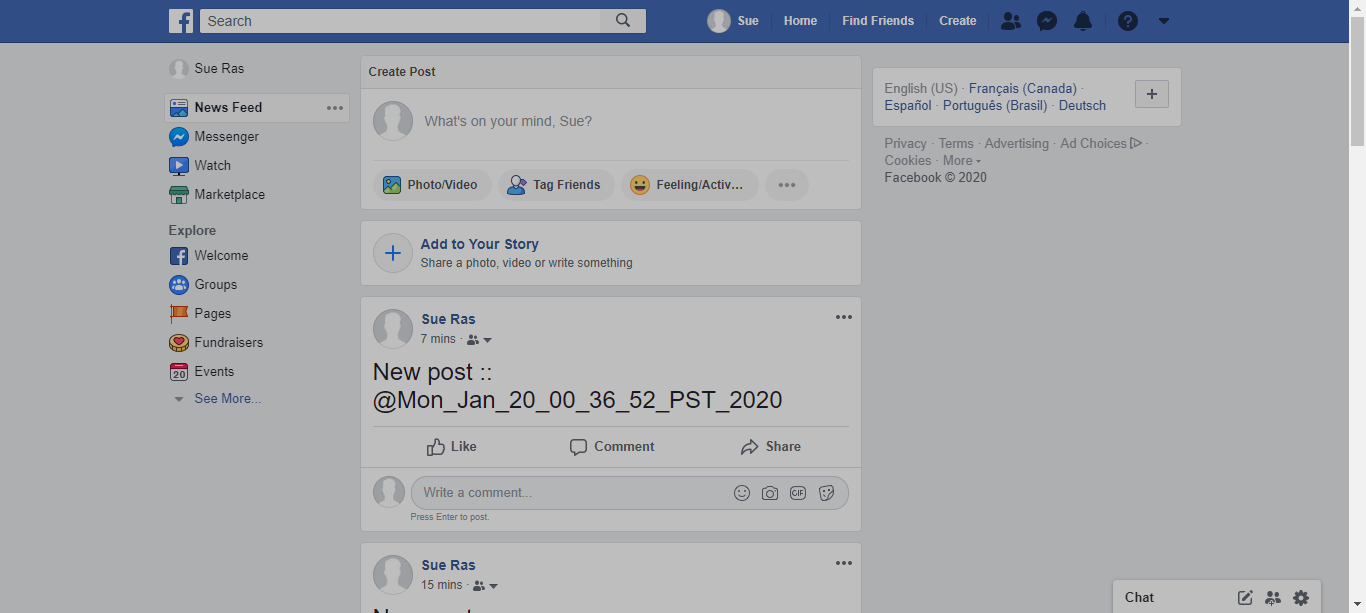 Search
Sue
Home
Find Friends
Create
Sue Ras
News Feed
Messenger
Watch
Marketplace
Explore
Welcome
Groups
Pages
Fundraisers
20
Events
See More...
Create Post
What's on your mind, Sue?
Photo/Video
Tag Friends
Feeling/Activ...
Add to Your Story
Share a photo, video or write something
Sue Ras
7 mins ·
New post ::
@Mon_Jan_20_00_36_52_PST_2020
Like
Comment
Share
Write a comment...
GIF
Press Enter to post.
Sue Ras
15 mins ·
English (US) · Français (Canada) ·
Español · Português (Brasil) · Deutsch
Privacy · Terms · Advertising · Ad Choices ·
Cookies · More
Facebook © 2020
Chat